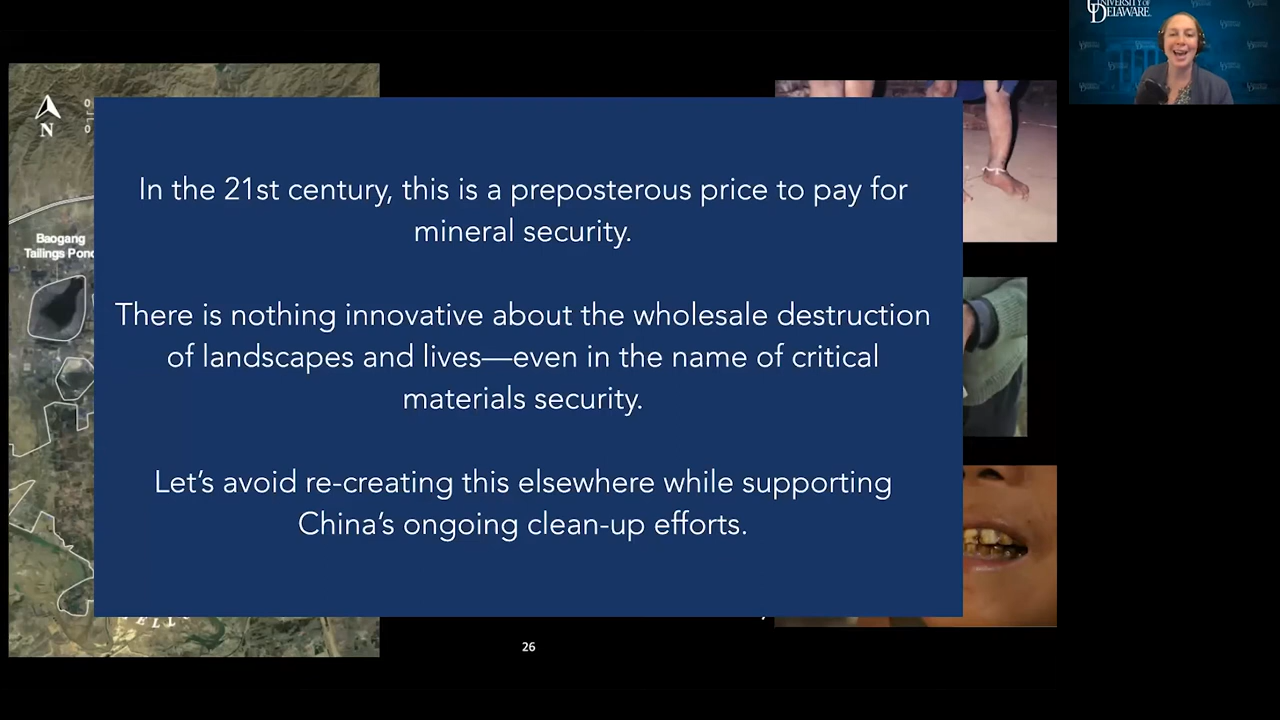 UNIVERSITY OF
DELAWARE
N
0
0
Baogang
Tailings Pond
In the 21st century, this is a preposterous price to pay for
mineral security.
There is nothing innovative about the wholesale destruction
of landscapes and lives—even in the name of critical
materials security.
Let's avoid re-creating this elsewhere while supporting
China's ongoing clean-up efforts.
26